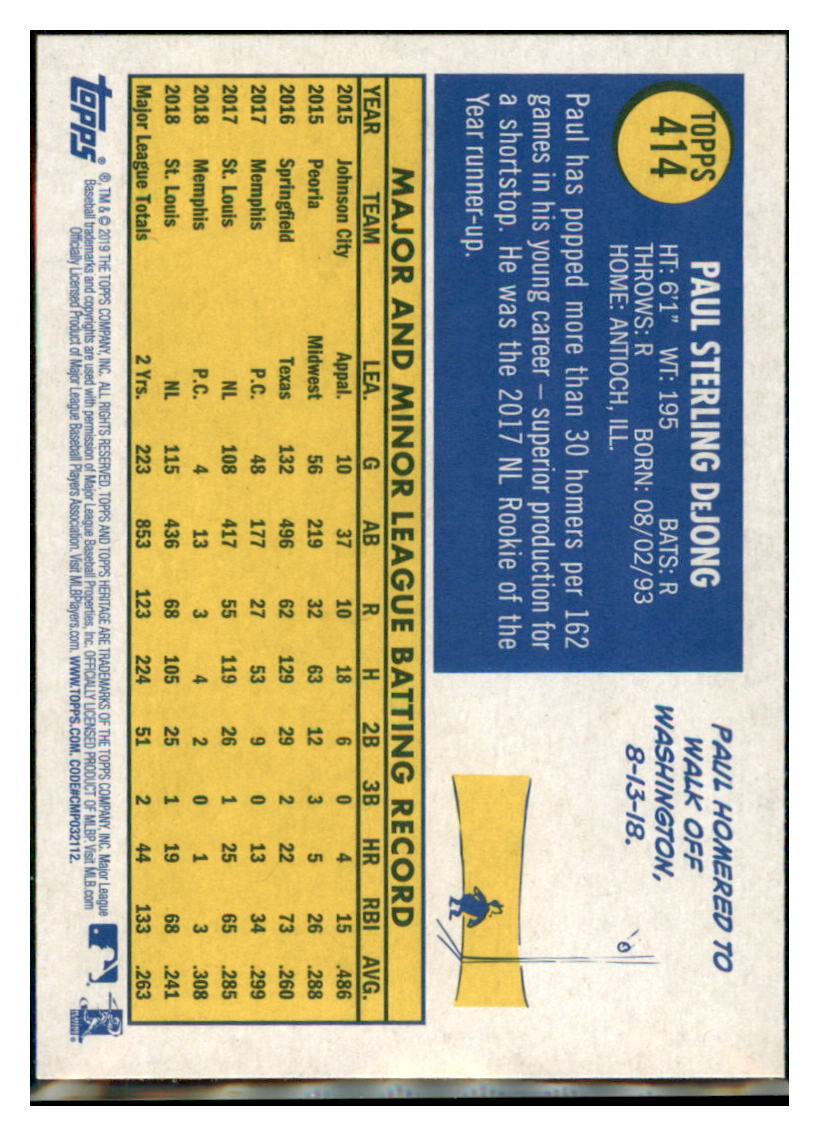 TOPPS
414
PAUL STERLING DeJONG
HT: 6'1" WT: 195 BATS: R
THROWS: R BORN: 08/02/93
HOME: ANTIOCH, ILL.
Paul has popped more than 30 homers per 162
games in his young career – superior production for
a shortstop. He was the 2017 NL Rookie of the
Year runner-up.
PAUL HOMERED TO
WALK OFF
WASHINGTON,
8-13-18.
MAJOR AND MINOR LEAGUE BATTING RECORD
YEAR TEAM LEA. G AB R H 2B 3B HR RBI AVG.
2015 Johnson City Appal. 10 37 10 18 6 0 4 15 .486
2015 Peoria Midwest 56 219 32 63 12 3 5 26 .288
2016 Springfield Texas 132 496 62 129 29 2 22 73 .260
2017 Memphis P.C. 48 177 27 53 9 0 13 34 .299
2017 St. Louis NL 108 417 55 119 26 1 25 65 .285
2018 Memphis P.C. 4 13 3 4 2 0 1 3 .308
2018 St. Louis NL 115 436 68 105 25 1 19 68 .241
Major League Totals 2 Yrs. 223 853 123 224 51 2 44 133 .263
topps®
®, TM & © 2019 THE TOPPS COMPANY, INC. ALL RIGHTS RESERVED. TOPPS AND TOPPS HERITAGE ARE TRADEMARKS OF THE TOPPS COMPANY, INC. Major League
Baseball trademarks and copyrights are used with permission of Major League Baseball Properties, Inc. OFFICIALLY LICENSED PRODUCT OF MLBP. Visit MLB.com
Officially Licensed Product of Major League Baseball Players Association. Visit MLBPlayers.com. WWW.TOPPS.COM. CODE#CMP032112.